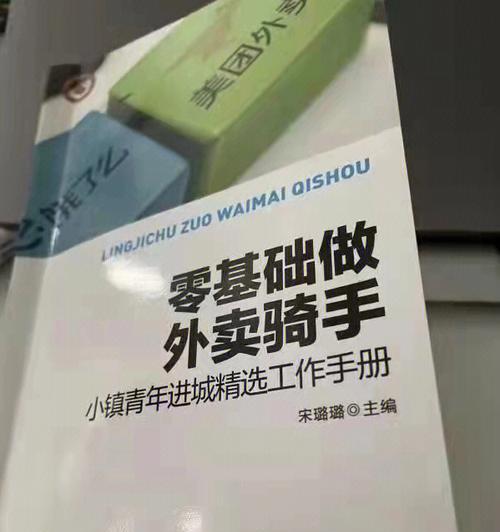 美团外卖
饿了么
LINGJICHU ZUO WAIMAI QISHOU
零基础做
外卖骑手
小镇青年进城精选工作手册
宋璐璐◎主编